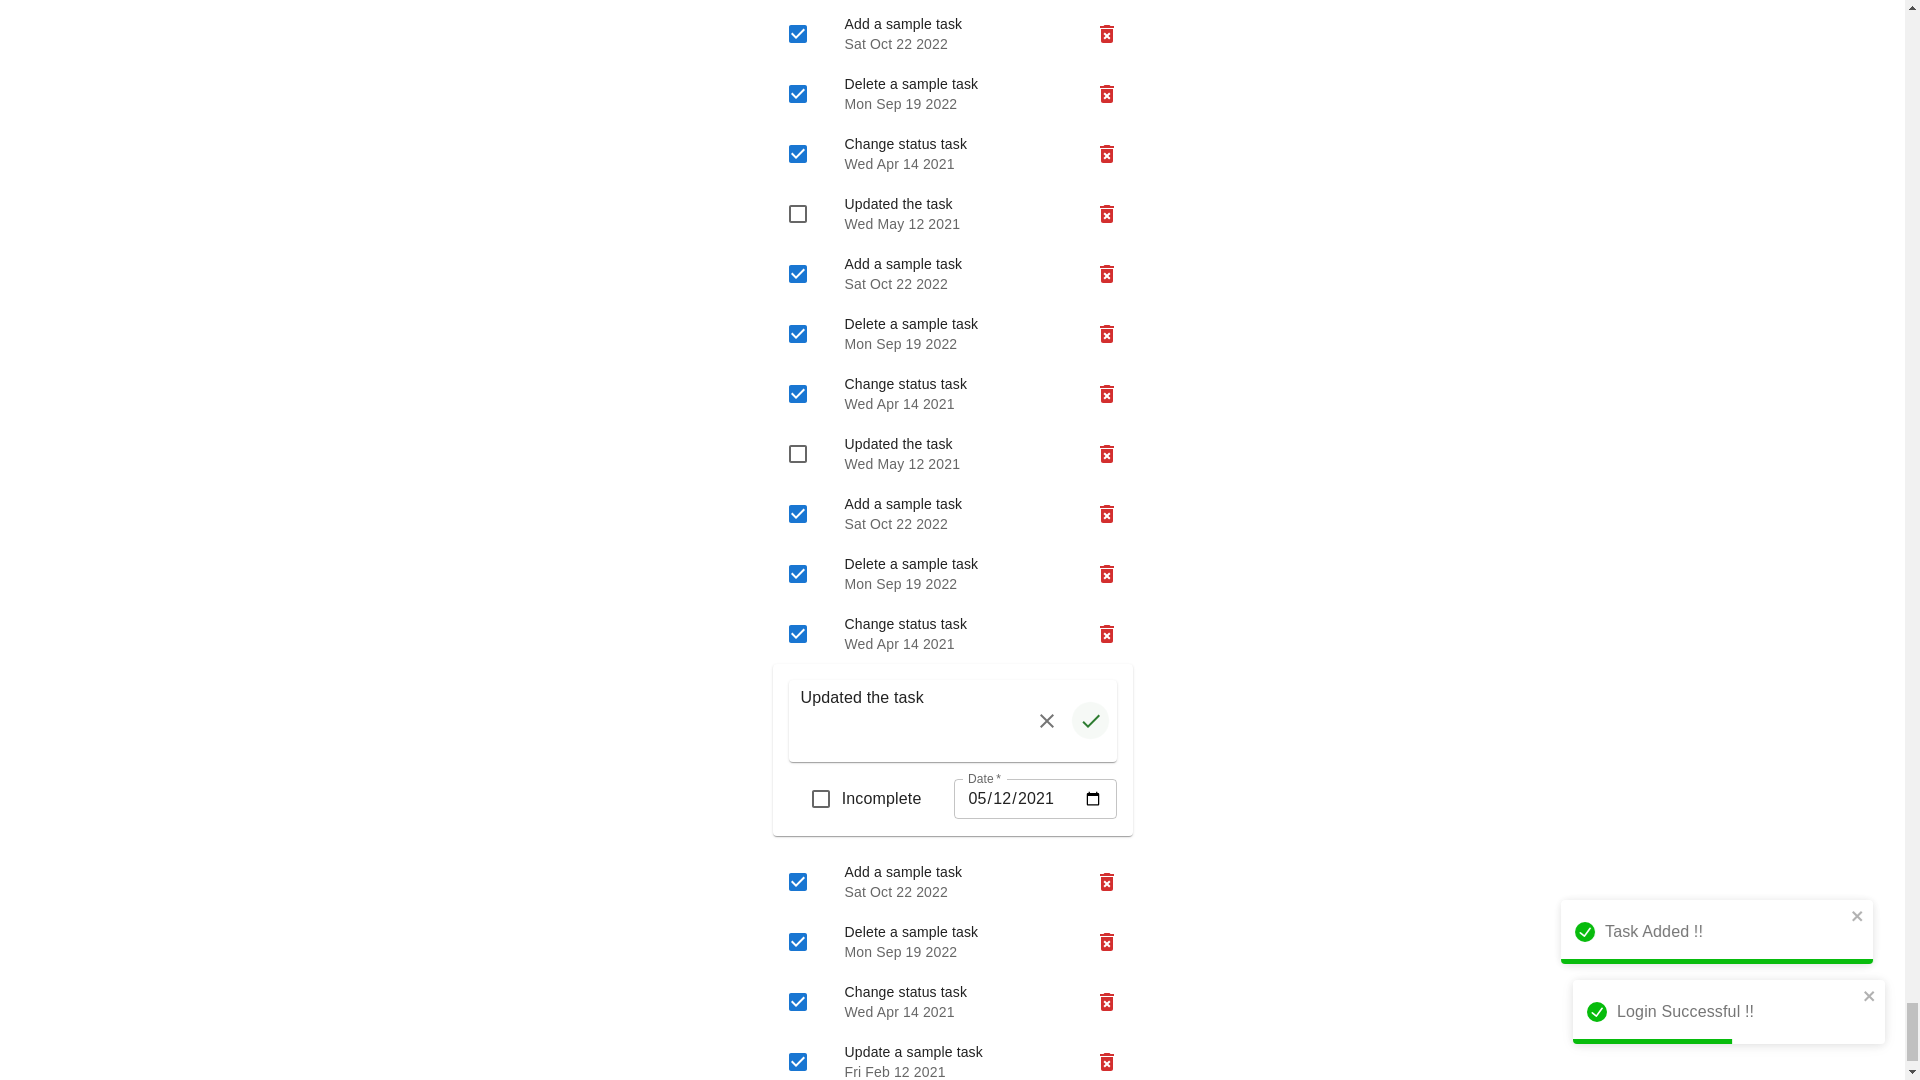 Add a sample task
Sat Oct 22 2022
Delete a sample task
Mon Sep 19 2022
Change status task
Wed Apr 14 2021
Updated the task
Wed May 12 2021
Add a sample task
Sat Oct 22 2022
Delete a sample task
Mon Sep 19 2022
Change status task
Wed Apr 14 2021
Updated the task
Wed May 12 2021
Add a sample task
Sat Oct 22 2022
Delete a sample task
Mon Sep 19 2022
Change status task
Wed Apr 14 2021
Updated the task
Date *
Incomplete
05/12/2021
Add a sample task
Sat Oct 22 2022
Delete a sample task
Mon Sep 19 2022
Change status task
Wed Apr 14 2021
Update a sample task
Fri Feb 12 2021
Task Added !!
Login Successful !!